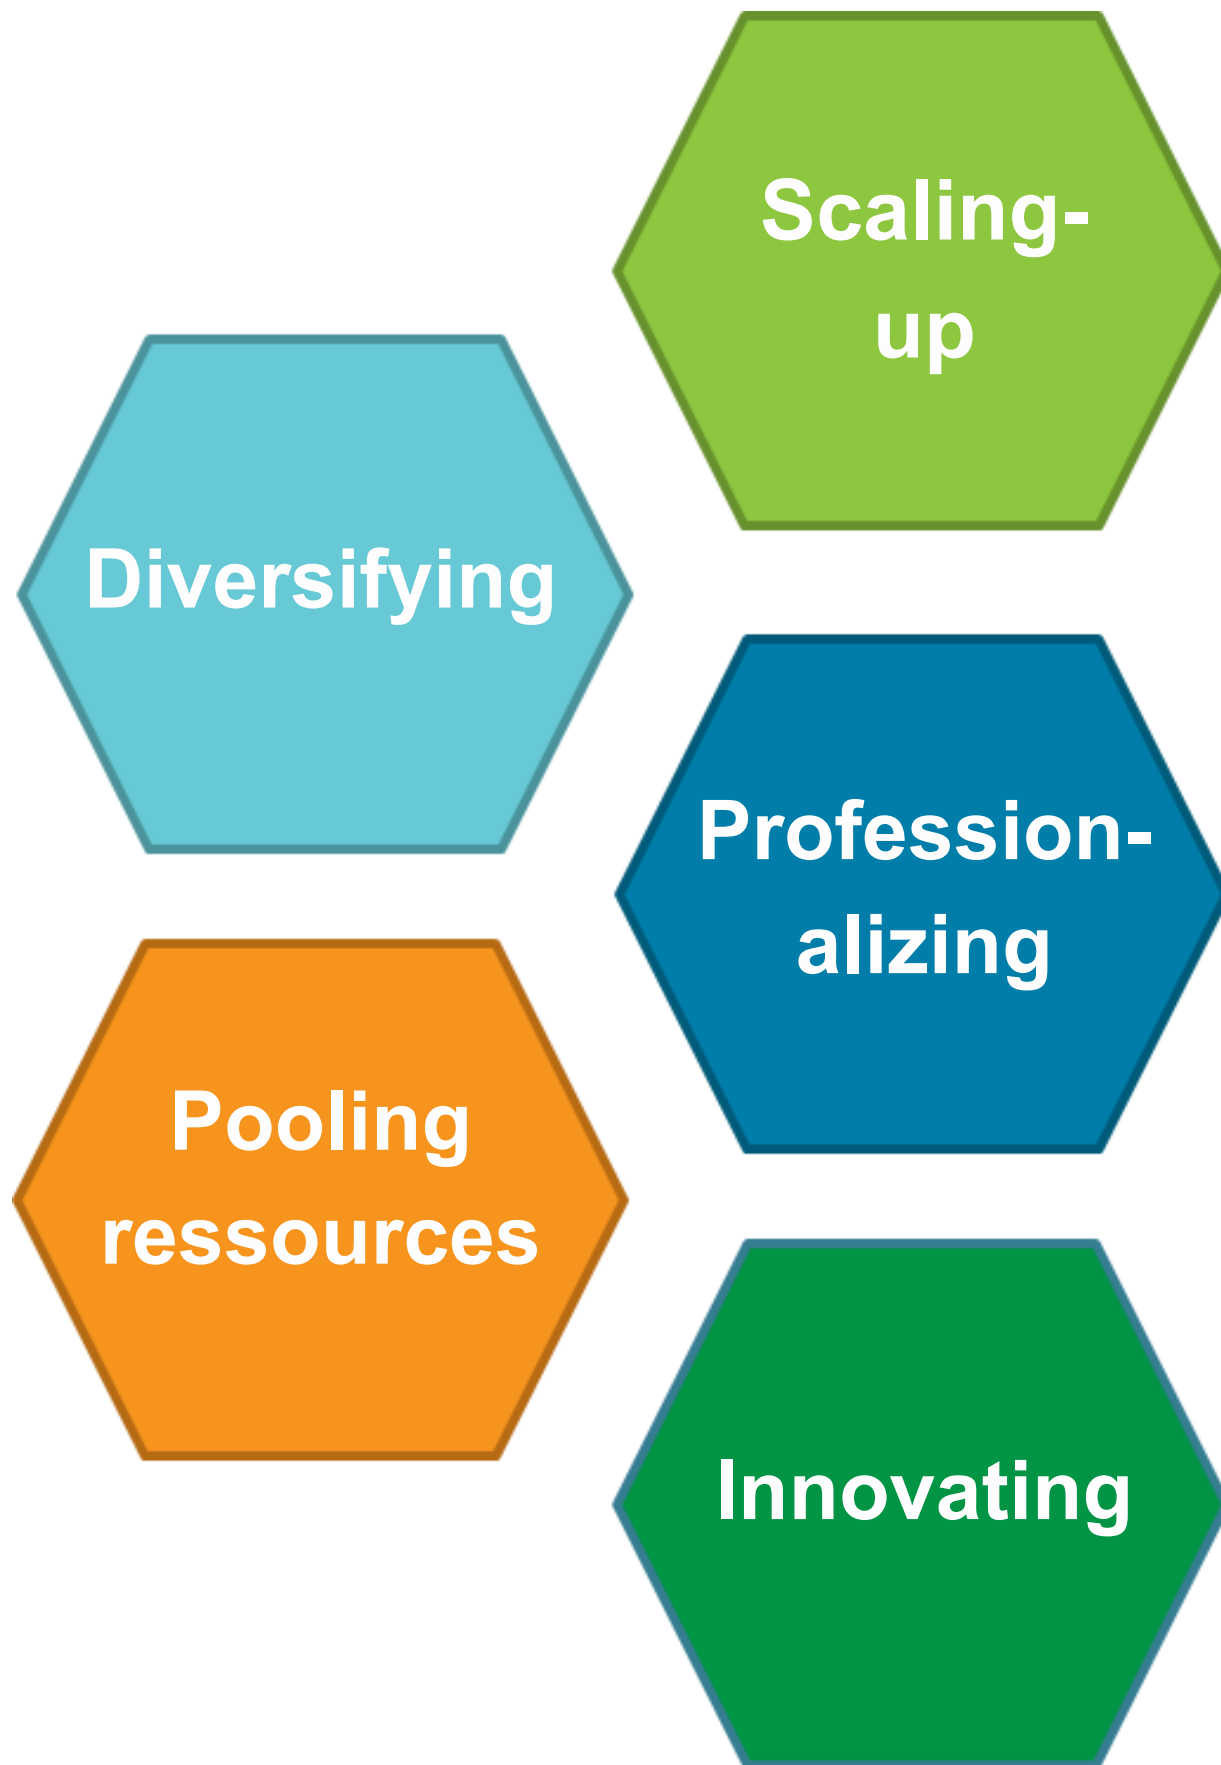 Scaling-
up
Diversifying
Profession-
alizing
Pooling
ressources
Innovating